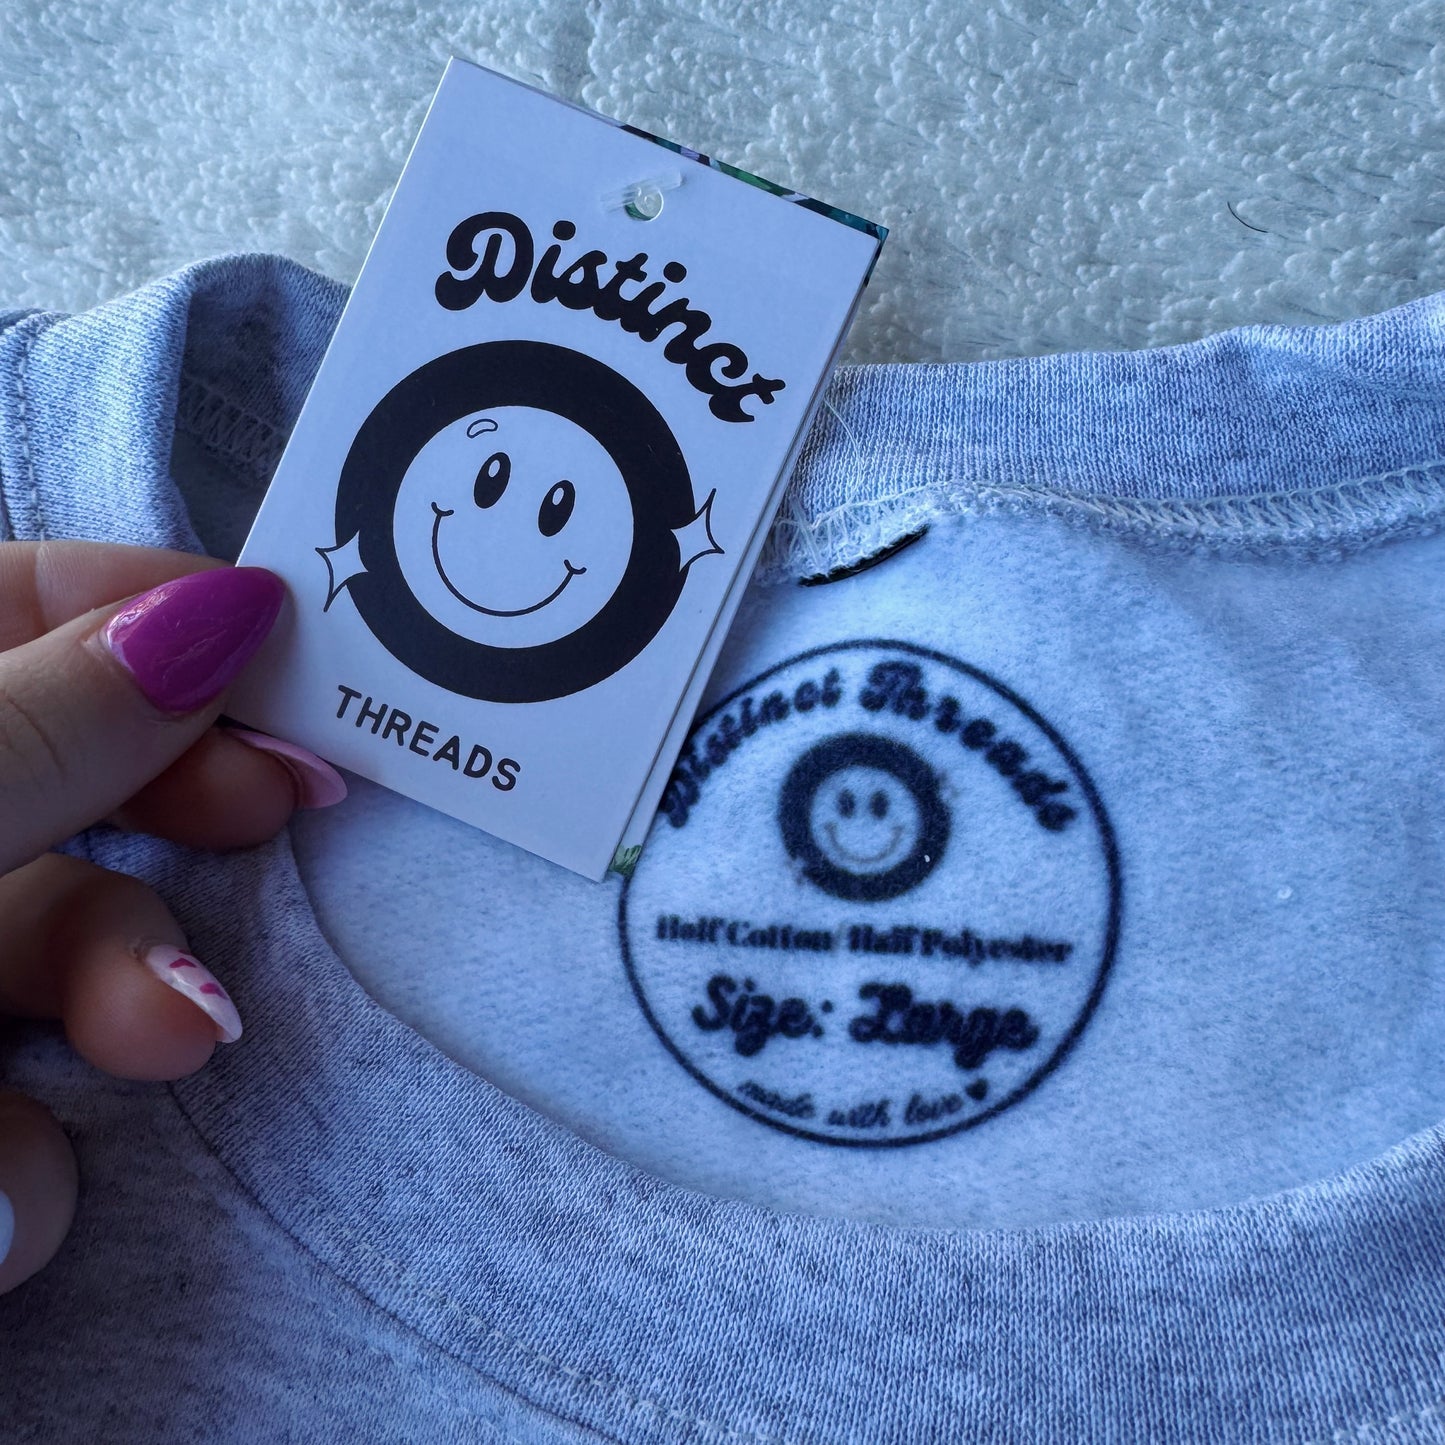 Distinct
THREADS
Distinct Threads
Half Cotton/Half Polyester
Size: Large
made with love ♥